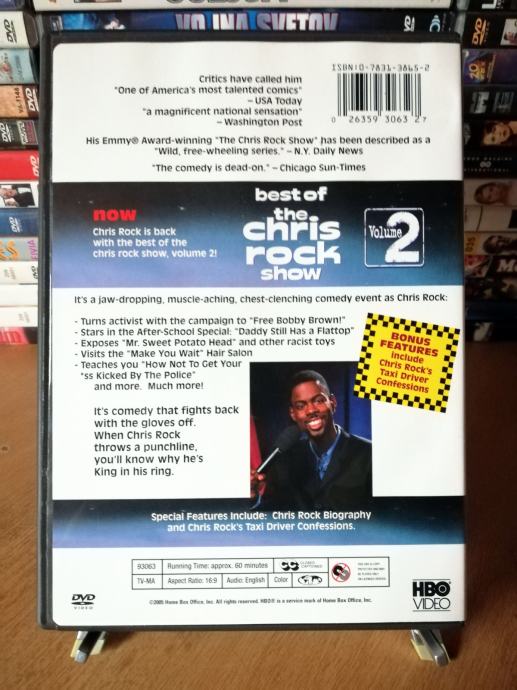 VOJNA SVETOV
ISBN:0-7831-3865-2
0 26359 3063 2 7
Critics have called him
"One of America's most talented comics"
– USA Today
"a magnificent national sensation"
– Washington Post
His Emmy® Award-winning "The Chris Rock Show" has been described as a
"Wild, free-wheeling series." – N.Y. Daily News
"The comedy is dead-on." – Chicago Sun-Times
now
Chris Rock is back
with the best of the
chris rock show, volume 2!
best of
the
chris
rock
show
Volume 2
It's a jaw-dropping, muscle-aching, chest-clenching comedy event as Chris Rock:
- Turns activist with the campaign to "Free Bobby Brown!"
- Stars in the After-School Special: "Daddy Still Has a Flattop"
- Exposes "Mr. Sweet Potato Head" and other racist toys
- Visits the "Make You Wait" Hair Salon
- Teaches you "How Not To Get Your
*ss Kicked By The Police"
and more. Much more!
BONUS
FEATURES
include
Chris Rock's
Taxi Driver
Confessions
It's comedy that fights back
with the gloves off.
When Chris Rock
throws a punchline,
you'll know why he's
King in his ring.
Special Features Include: Chris Rock Biography
and Chris Rock's Taxi Driver Confessions.
93063 Running Time: approx. 60 minutes CLOSED CAPTIONED
TV-MA Aspect Ratio: 16:9 Audio: English Color
DVD
VIDEO
©2005 Home Box Office, Inc. All rights reserved. HBO® is a service mark of Home Box Office, Inc.
HBO
VIDEO